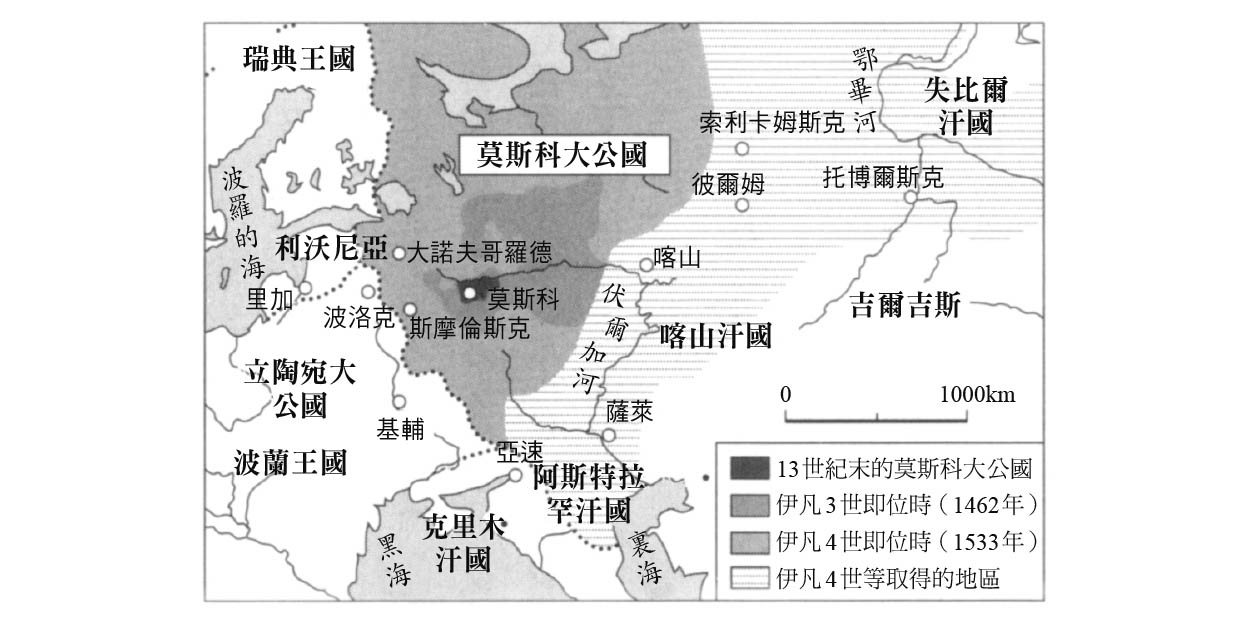 瑞典王國
鄂畢河
失比爾
汗國
索利卡姆斯克
莫斯科大公國
彼爾姆
托博爾斯克
波羅的海
利沃尼亞
大諾夫哥羅德
喀山
里加
波洛克
莫斯科
斯摩倫斯克
伏爾加河
喀山汗國
吉爾吉斯
立陶宛大
公國
基輔
薩萊
0
1000km
波蘭王國
亞速
阿斯特拉
罕汗國
克里木
汗國
黑海
裏海
13世紀末的莫斯科大公國
伊凡3世即位時（1462年）
伊凡4世即位時（1533年）
伊凡4世等取得的地區